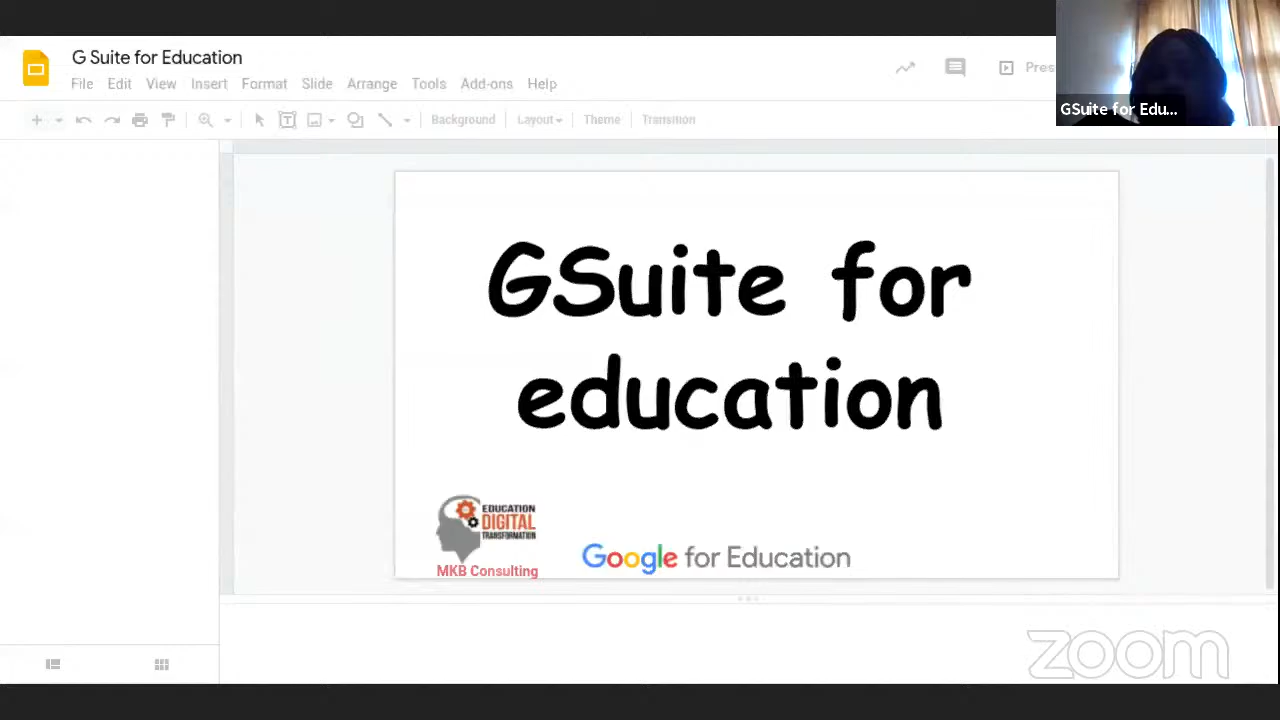 G Suite for Education
File Edit View Insert Format Slide Arrange Tools Add-ons Help
Background Layout Theme Transition
GSuite for Edu...
GSuite for
education
EDUCATION
DIGITAL
TRANSFORMATION
MKB Consulting
Google for Education
zoom